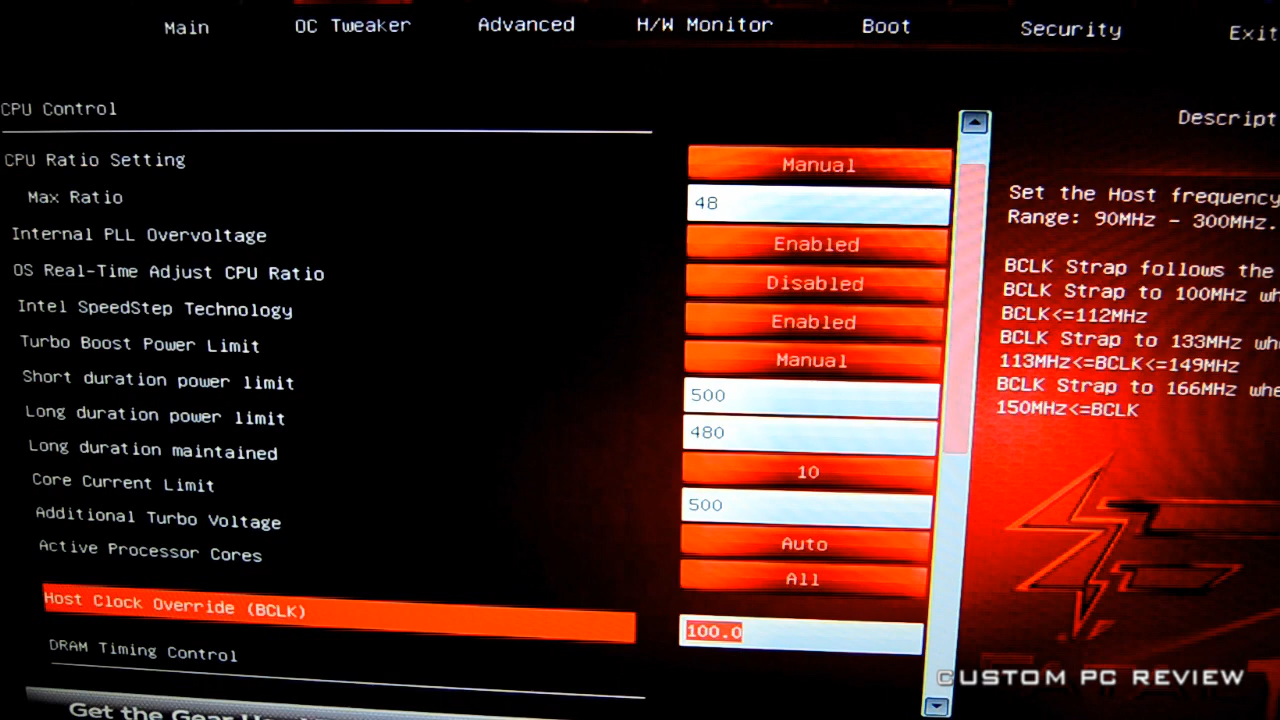 Main OC Tweaker Advanced H/W Monitor Boot Security Exit
CPU Control
CPU Ratio Setting Manual
Max Ratio 48
Internal PLL Overvoltage Enabled
OS Real-Time Adjust CPU Ratio Disabled
Intel SpeedStep Technology Enabled
Turbo Boost Power Limit Manual
Short duration power limit 500
Long duration power limit 480
Long duration maintained 10
Core Current Limit 500
Additional Turbo Voltage Auto
Active Processor Cores All
Host Clock Override (BCLK) 100.0
DRAM Timing Control
Get the Gear
Descript
Set the Host frequency
Range: 90MHz - 300MHz.
BCLK Strap follows the
BCLK Strap to 100MHz wh
BCLK<=112MHz
BCLK Strap to 133MHz whe
113MHz<=BCLK<=149MHz
BCLK Strap to 166MHz whe
150MHz<=BCLK
CUSTOM PC REVIEW